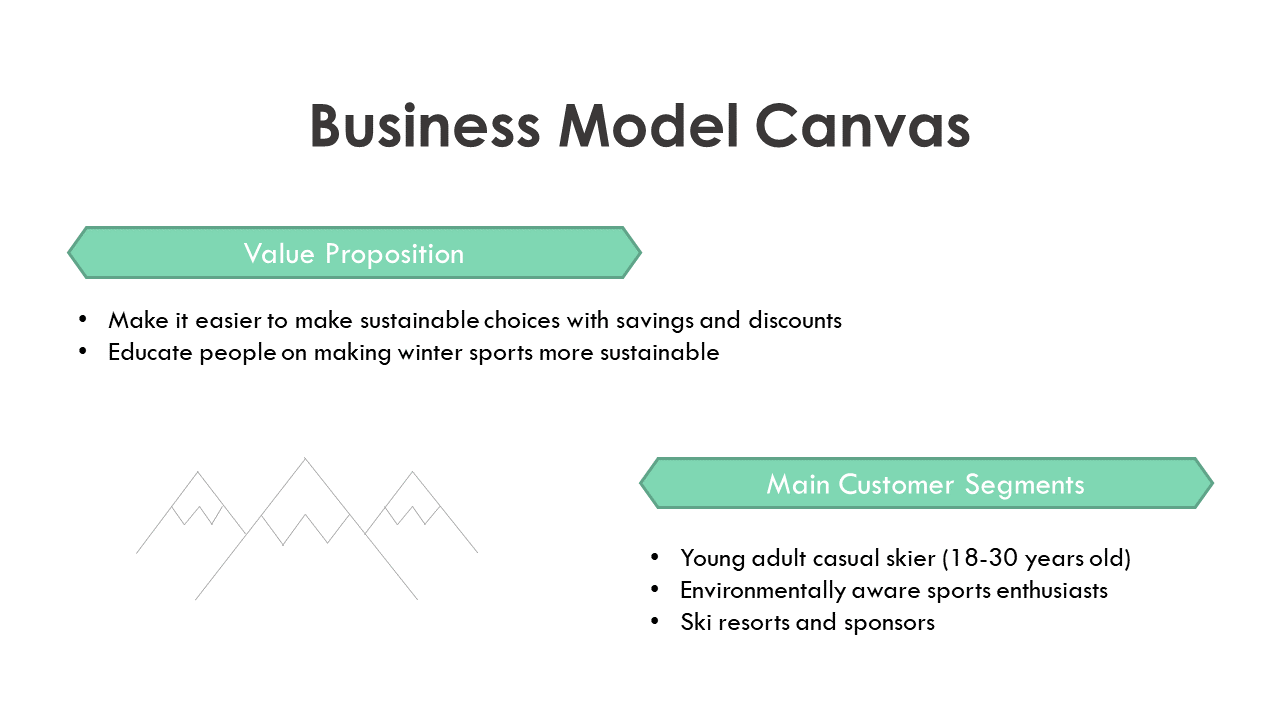 Business Model Canvas
Value Proposition
• Make it easier to make sustainable choices with savings and discounts
• Educate people on making winter sports more sustainable
Main Customer Segments
• Young adult casual skier (18-30 years old)
• Environmentally aware sports enthusiasts
• Ski resorts and sponsors